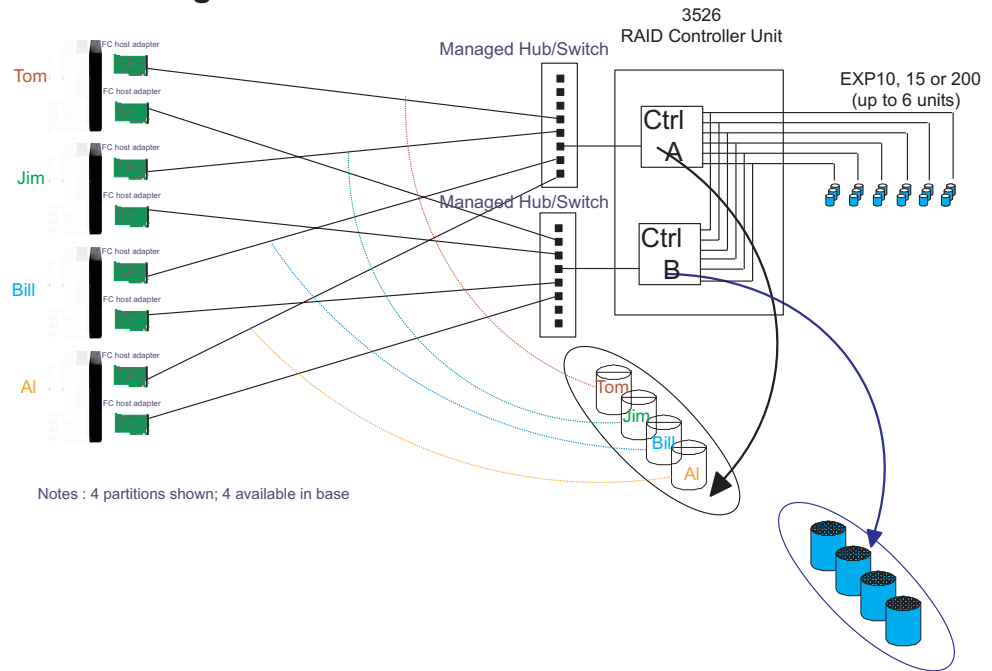 3526
RAID Controller Unit
Managed Hub/Switch
EXP10, 15 or 200
(up to 6 units)
Tom
FC host adapter
FC host adapter
Jim
FC host adapter
FC host adapter
Bill
FC host adapter
FC host adapter
Al
FC host adapter
FC host adapter
Managed Hub/Switch
Ctrl
A
Ctrl
B
Tom
Jim
Bill
Al
Notes : 4 partitions shown; 4 available in base